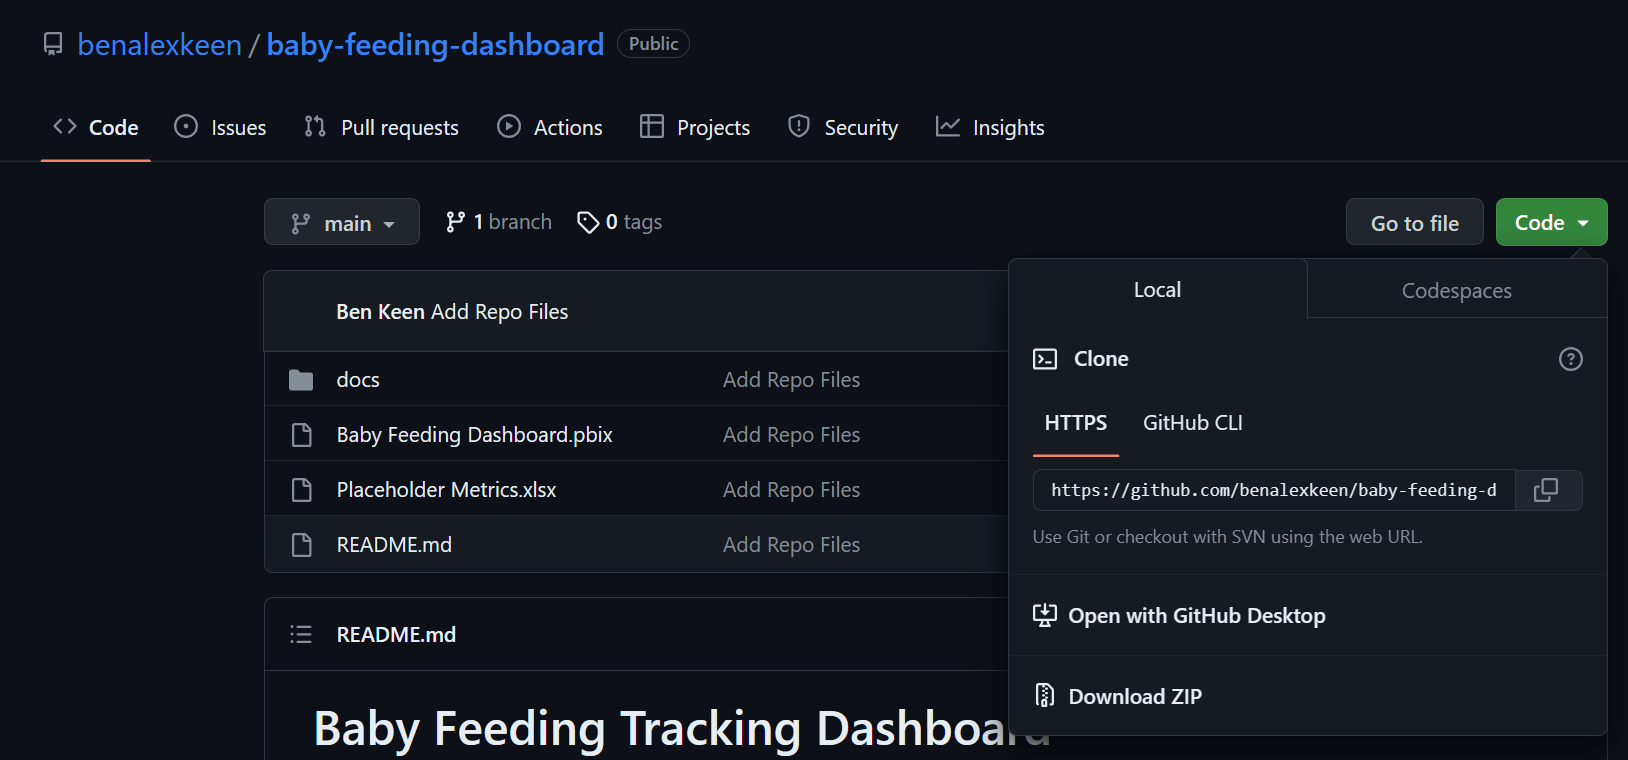 benalexkeen / baby-feeding-dashboard Public
Code Issues Pull requests Actions Projects Security Insights
main 1 branch 0 tags Go to file Code
Local Codespaces
Ben Keen Add Repo Files
Clone
docs Add Repo Files
HTTPS GitHub CLI
Baby Feeding Dashboard.pbix Add Repo Files
Placeholder Metrics.xlsx Add Repo Files
https://github.com/benalexkeen/baby-feeding-d
Use Git or checkout with SVN using the web URL.
README.md Add Repo Files
Open with GitHub Desktop
README.md
Download ZIP
Baby Feeding Tracking Dashboard